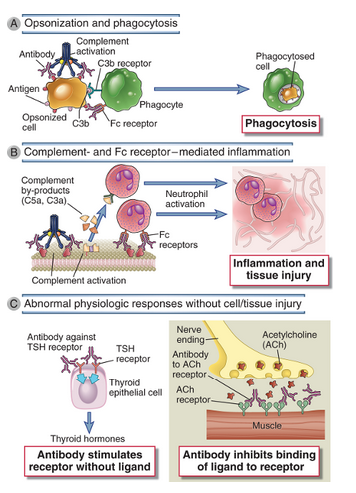 A Opsonization and phagocytosis
Complement
activation
Antibody
C3b receptor
Phagocytosed
cell
Antigen
Phagocyte
Opsonized
cell
C3b
Fc receptor
Phagocytosis
B Complement- and Fc receptor–mediated inflammation
Complement
by-products
(C5a, C3a)
Neutrophil
activation
Fc
receptors
Complement activation
Inflammation and
tissue injury
C Abnormal physiologic responses without cell/tissue injury
Antibody against
TSH receptor
TSH
receptor
Thyroid
epithelial cell
Thyroid hormones
Antibody stimulates
receptor without ligand
Nerve
ending
Acetylcholine
(ACh)
Antibody
to ACh
receptor
ACh
receptor
Muscle
Antibody inhibits binding
of ligand to receptor